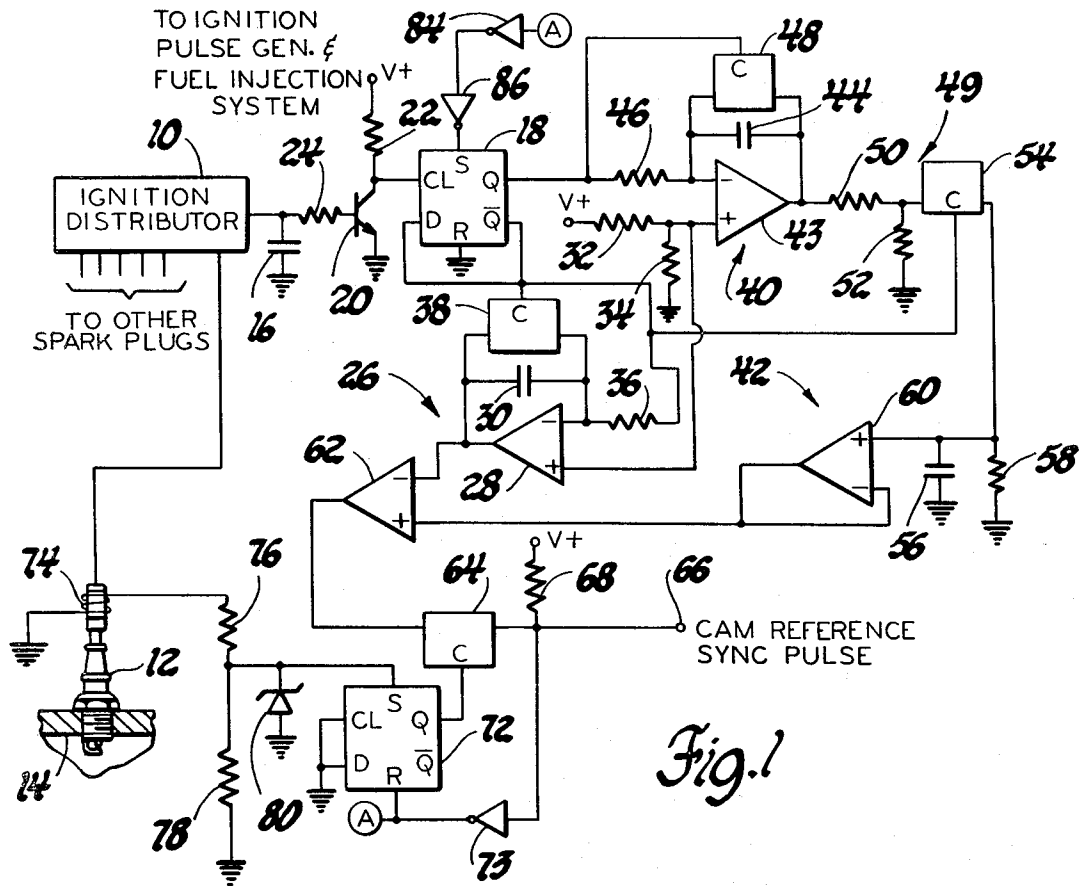 TO IGNITION
PULSE GEN. &
FUEL INJECTION
SYSTEM
V+
84
A
86
48
C
44
49
10
24
22
18
46
50
54
IGNITION
DISTRIBUTOR
S
CL Q
D Q̅
R
V+
-
+
C
16
20
32
34
40
43
52
TO OTHER
SPARK PLUGS
38
C
26
30
36
42
60
-
+
28
+
-
62
-
+
56
58
74
76
64
V+
68
66
C
CAM REFERENCE
SYNC PULSE
12
S
CL Q
D Q̅
R
72
14
78
80
A
73
Fig. 1